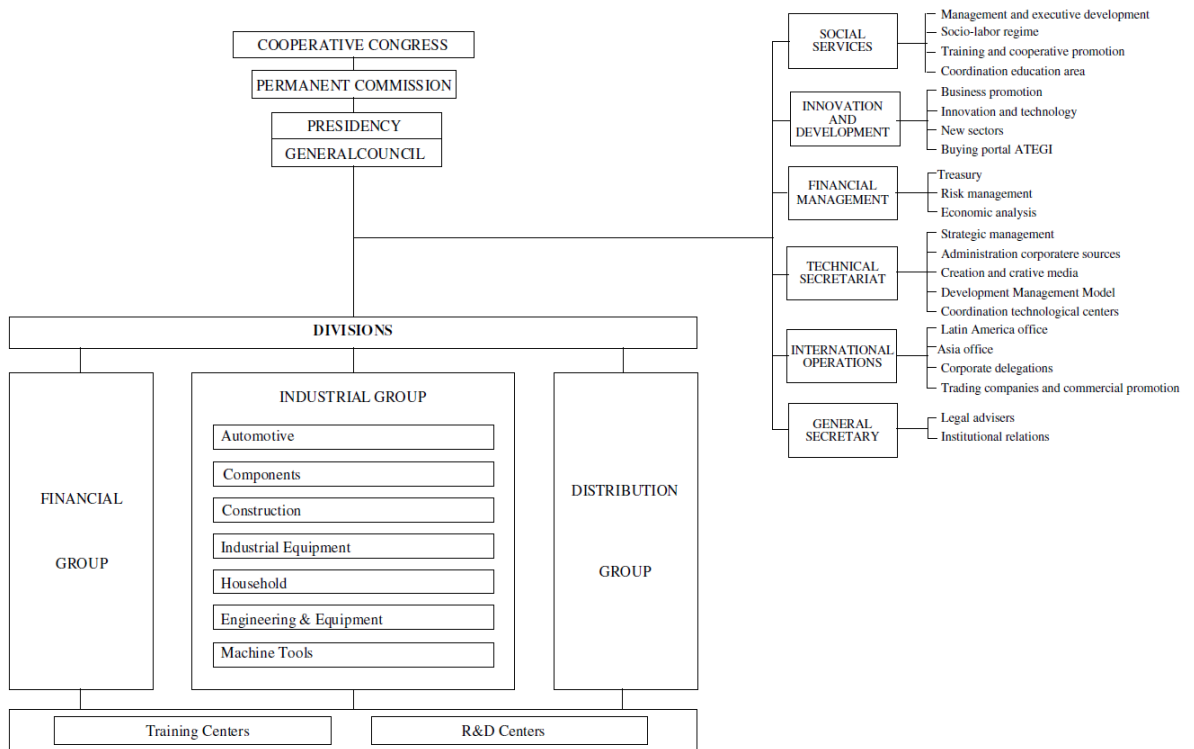 COOPERATIVE CONGRESS
PERMANENT COMMISSION
PRESIDENCY
GENERALCOUNCIL
SOCIAL
SERVICES
Management and executive development
Socio-labor regime
Training and cooperative promotion
Coordination education area
INNOVATION
AND
DEVELOPMENT
Business promotion
Innovation and technology
New sectors
Buying portal ATEGI
FINANCIAL
MANAGEMENT
Treasury
Risk management
Economic analysis
TECHNICAL
SECRETARIAT
Strategic management
Administration corporatere sources
Creation and crative media
Development Management Model
Coordination technological centers
INTERNATIONAL
OPERATIONS
Latin America office
Asia office
Corporate delegations
Trading companies and commercial promotion
GENERAL
SECRETARY
Legal advisers
Institutional relations
DIVISIONS
FINANCIAL
GROUP
INDUSTRIAL GROUP
Automotive
Components
Construction
Industrial Equipment
Household
Engineering & Equipment
Machine Tools
DISTRIBUTION
GROUP
Training Centers
R&D Centers